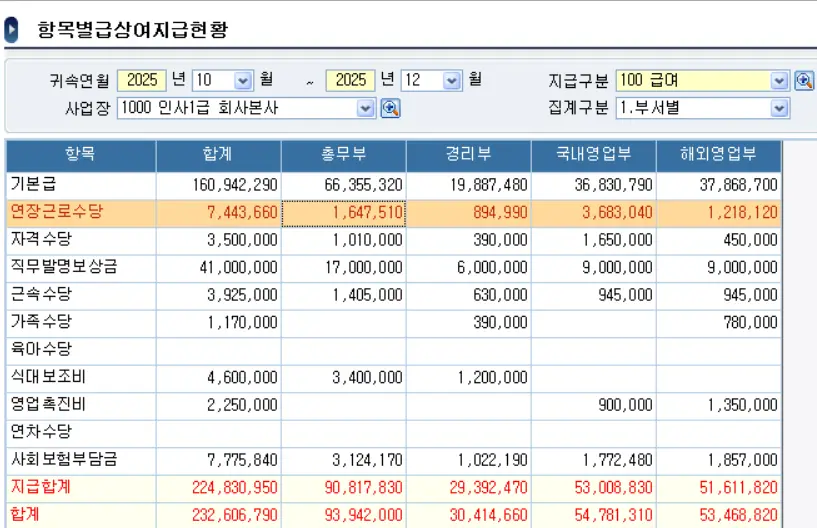 항목별급상여지급현황
귀속연월 2025 년 10 월 ~ 2025 년 12 월 지급구분 100 급여
사업장 1000 인사1급 회사본사 집계구분 1.부서별
항목 합계 총무부 경리부 국내영업부 해외영업부
기본급 160,942,290 66,355,320 19,887,480 36,830,790 37,868,700
연장근로수당 7,443,660 1,647,510 894,990 3,683,040 1,218,120
자격수당 3,500,000 1,010,000 390,000 1,650,000 450,000
직무발명보상금 41,000,000 17,000,000 6,000,000 9,000,000 9,000,000
근속수당 3,925,000 1,405,000 630,000 945,000 945,000
가족수당 1,170,000 390,000 780,000
육아수당
식대보조비 4,600,000 3,400,000 1,200,000
영업촉진비 2,250,000 900,000 1,350,000
연차수당
사회보험부담금 7,775,840 3,124,170 1,022,190 1,772,480 1,857,000
지급합계 224,830,950 90,817,830 29,392,470 53,008,830 51,611,820
합계 232,606,790 93,942,000 30,414,660 54,781,310 53,468,820